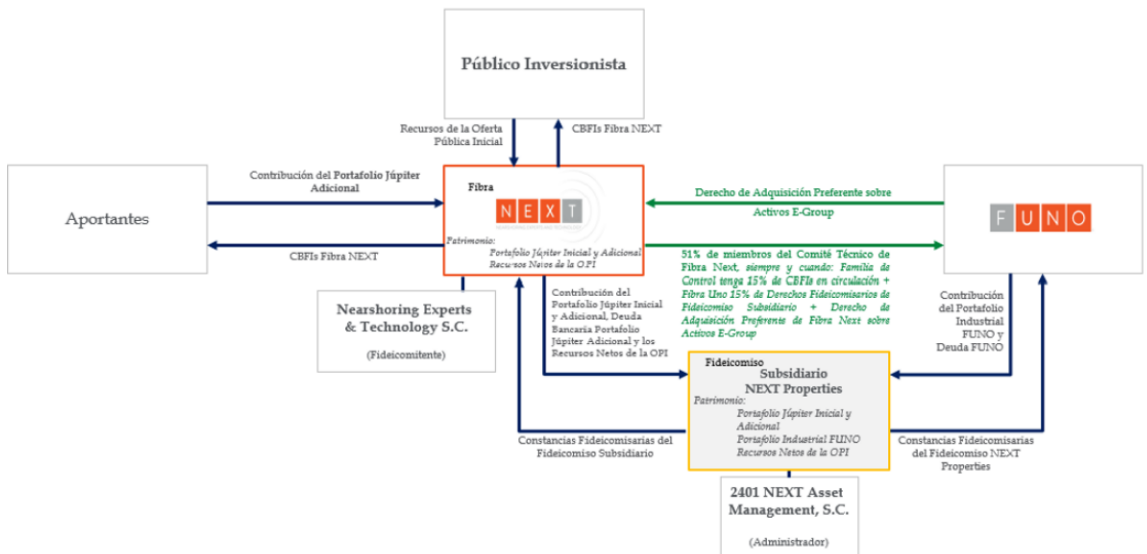 Público Inversionista
Recursos de la Oferta
Pública Inicial
CBFIs Fibra NEXT
Aportantes
Contribución del Portafolio Júpiter
Adicional
CBFIs Fibra NEXT
Fibra
NEXT
Patrimonio:
Portafolio Júpiter Inicial y Adicional
Recursos Netos de la OPI
Derecho de Adquisición Preferente sobre
Activos E-Group
FUNO
51% de miembros del Comité Técnico de
Fibra Next, siempre y cuando: Familia de
Control tenga 15% de CBFIs en circulación +
Fibra Uno 15% de Derechos Fideicomisarios de
Fideicomiso Subsidiario + Derecho de
Adquisición Preferente de Fibra Next sobre
Activos E-Group
Nearshoring Experts
& Technology S.C.
(Fideicomitente)
Contribución del
Portafolio Júpiter Inicial
y Adicional, Deuda
Bancaria Portafolio
Júpiter Adicional y los
Recursos Netos de la OPI
Contribución
del Portafolio
Industrial
FUNO y
Deuda FUNO
Fideicomiso
Subsidiario
NEXT Properties
Patrimonio:
Portafolio Júpiter Inicial y
Adicional
Portafolio Industrial FUNO
Recursos Netos de la OPI
Constancias Fideicomisarias del
Fideicomiso Subsidiario
Constancias Fideicomisarias
del Fideicomiso NEXT
Properties
2401 NEXT Asset
Management, S.C.
(Administrador)